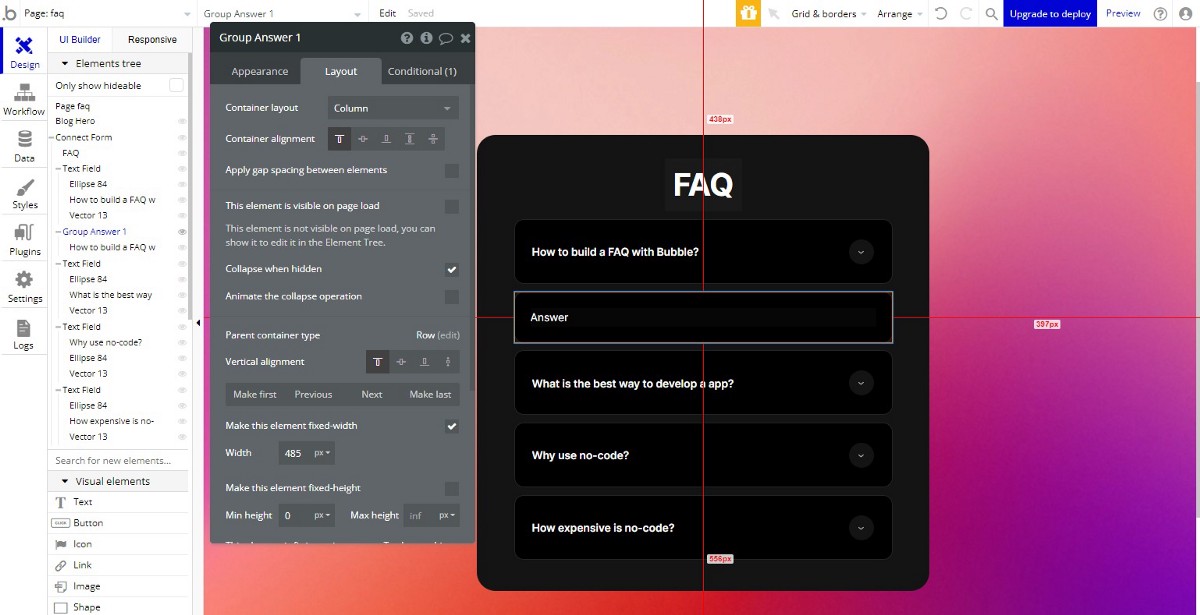 Page: faq
Group Answer 1
Edit
Saved
Grid & borders
Arrange
Upgrade to deploy
Preview
Design
Workflow
Data
Styles
Plugins
Settings
Logs
UI Builder
Responsive
Elements tree
Only show hideable
Page faq
Blog Hero
Connect Form
FAQ
Text Field
Ellipse 84
How to build a FAQ w
Vector 13
Group Answer 1
How to build a FAQ w
Text Field
Ellipse 84
What is the best way
Vector 13
Text Field
Why use no-code?
Ellipse 84
Vector 13
Text Field
Ellipse 84
How expensive is no-
Vector 13
Search for new elements...
Visual elements
Text
CLICK Button
Icon
Link
Image
Shape
Group Answer 1
Appearance
Layout
Conditional (1)
Container layout
Column
Container alignment
Apply gap spacing between elements
This element is visible on page load
This element is not visible on page load, you can
show it to edit it in the Element Tree.
Collapse when hidden
Animate the collapse operation
Parent container type
Row (edit)
Vertical alignment
Make first
Previous
Next
Make last
Make this element fixed-width
Width
485
px
Make this element fixed-height
Min height
0
px
Max height
inf
px
438px
FAQ
How to build a FAQ with Bubble?
Answer
397px
What is the best way to develop a app?
Why use no-code?
How expensive is no-code?
556px